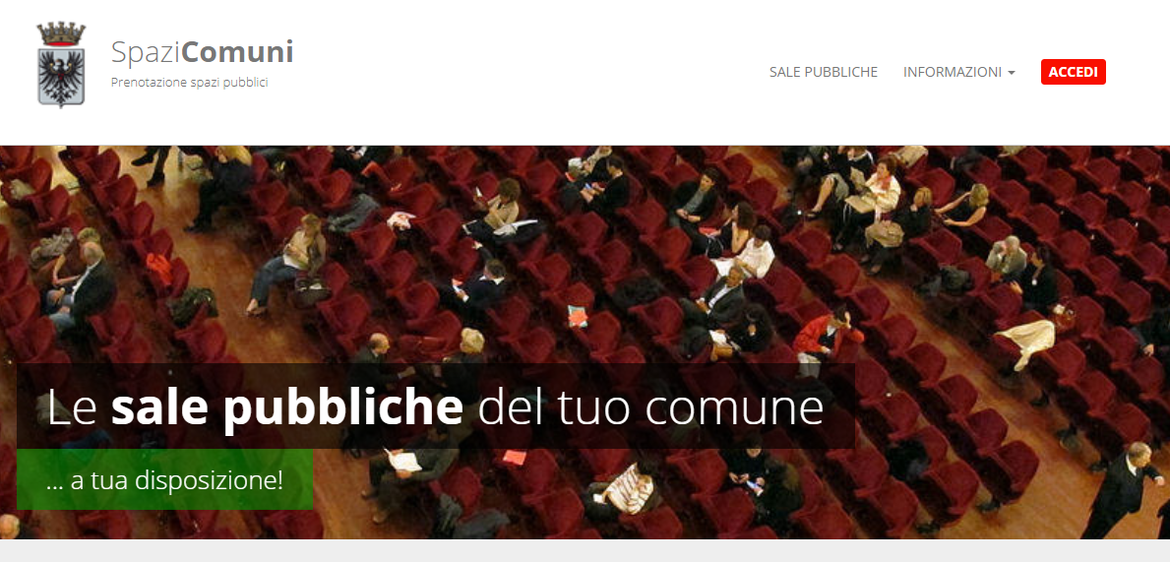 SpaziComuni
Prenotazione spazi pubblici
SALE PUBBLICHE
INFORMAZIONI
ACCEDI
Le sale pubbliche del tuo comune
... a tua disposizione!